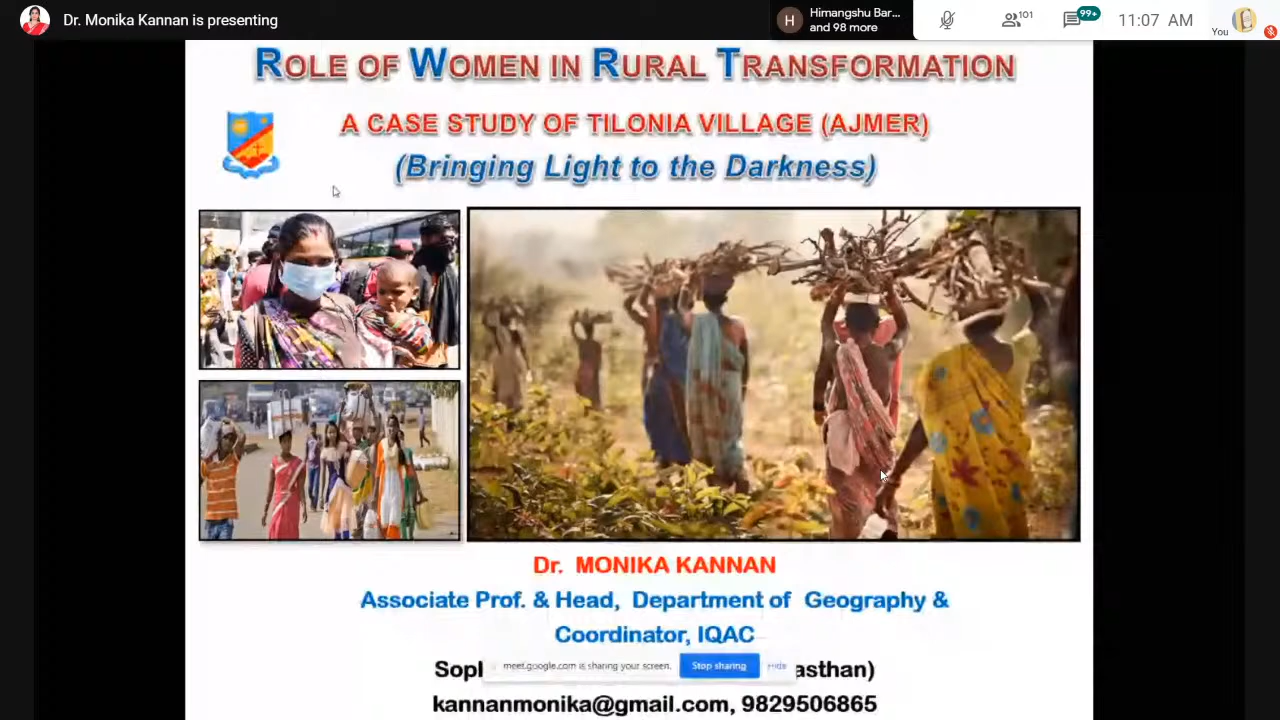 Dr. Monika Kannan is presenting
H
Himangshu Bar...
and 98 more
101
99+
11:07 AM
You
ROLE OF WOMEN IN RURAL TRANSFORMATION
A CASE STUDY OF TILONIA VILLAGE (AJMER)
(Bringing Light to the Darkness)
Dr. MONIKA KANNAN
Associate Prof. & Head, Department of Geography &
Coordinator, IQAC
meet.google.com is sharing your screen. Stop sharing Hide
kannanmonika@gmail.com, 9829506865